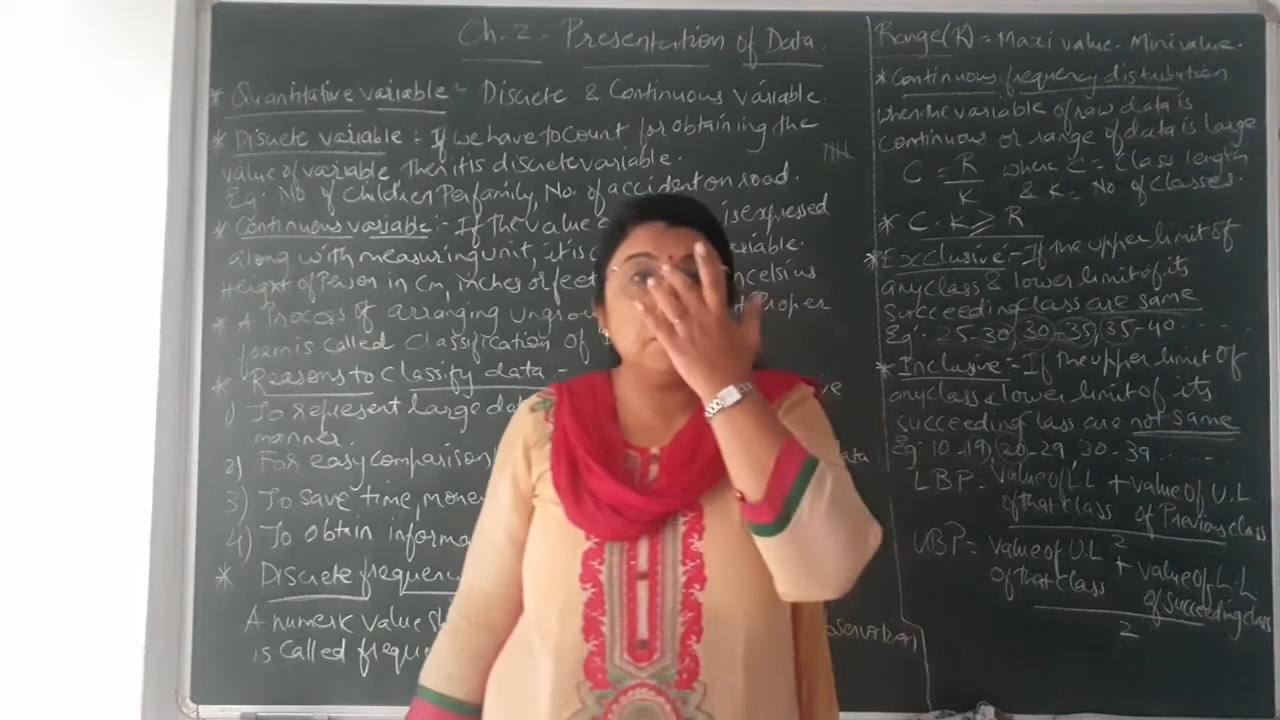 Ch. 2 - Presentation of Data.
* Quantitative variable - Discrete & Continuous variable.
* Discrete variable :- If we have to count for obtaining the
value of variable, then it is discrete variable.
Eg: No. of Children Per family, No. of accident on road.
* Continuous variable :- If the value is expressed
along with measuring unit, it is
Height of Person in Cm, inches or feet celsius
* A Process of arranging Proper
form is called Classification of
* Reasons to Classify data :-
1) To represent large
manner.
2) For easy comparison
3) To save time, money
4) To obtain
* Discrete frequency
A numeric value
is called
Range(R) = Maxi value - Mini value.
* Continuous frequency distribution
when the variable of raw data is
continuous or range of data is large
C = R/K where C = Class length
& K = No of classes.
* C · K ≥ R
* Exclusive :- If the upper limit of
any class & lower limit of its
succeeding class are same
Eg:- 25-30, 30-35, 35-40 .....
* Inclusive :- If the upper limit of
any class & lower limit of its
succeeding class are not same
Eg 10-19, 20-29 30-39 .....
LBP = Value of L.L + value of U.L
of that class of Previous class
2
UBP = Value of U.L + value of L.L.
of that class of succeeding class
2